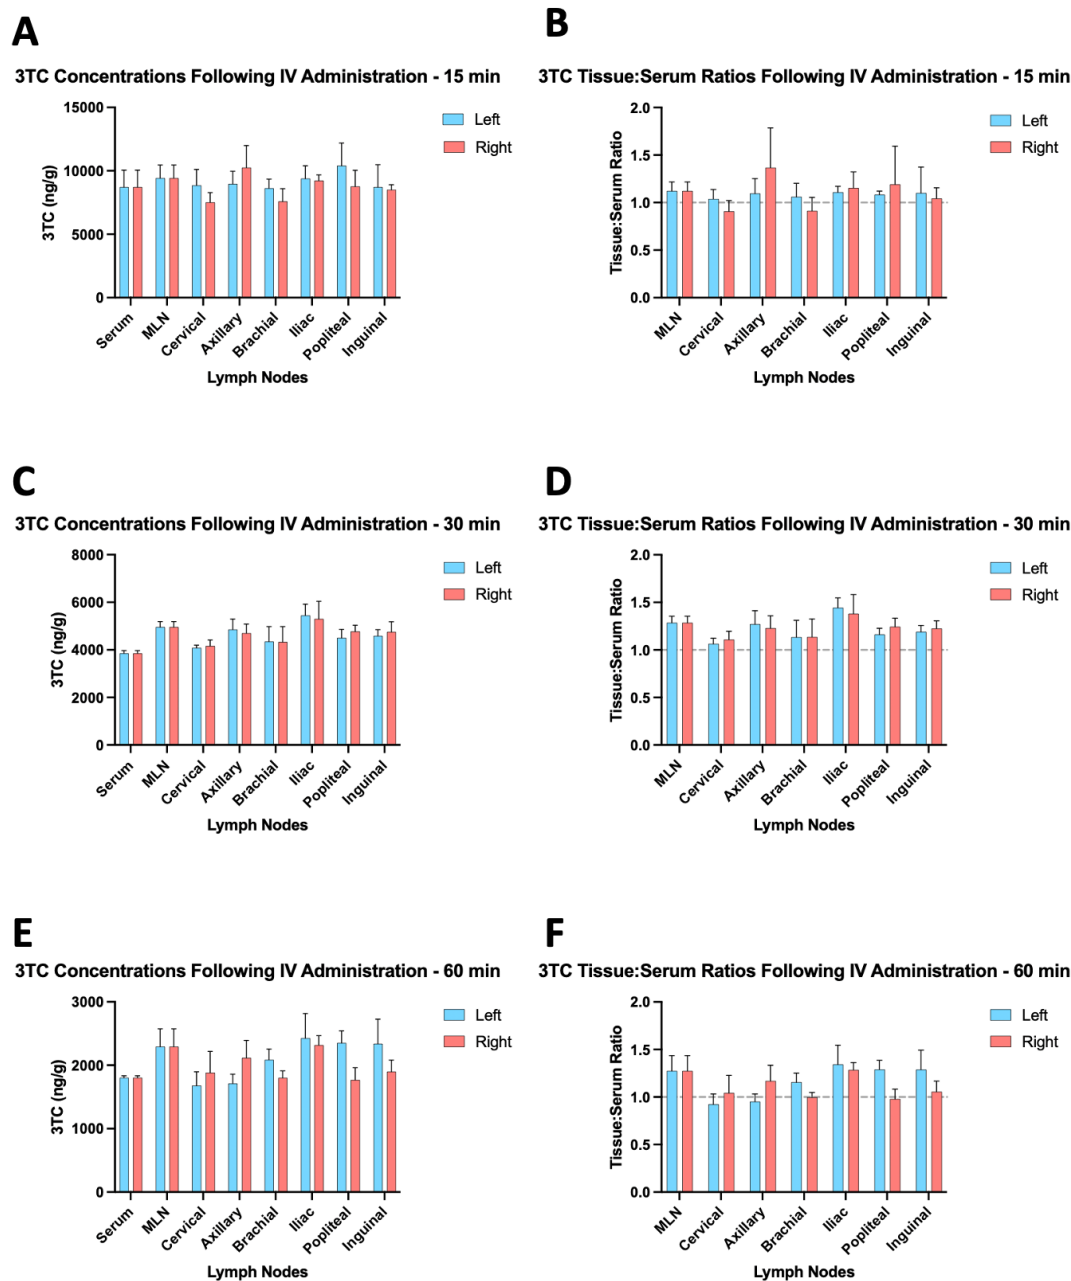 A
3TC Concentrations Following IV Administration - 15 min
15000
10000
5000
0
3TC (ng/g)
Left
Right
Serum
MLN
Cervical
Axillary
Brachial
Iliac
Popliteal
Inguinal
Lymph Nodes
B
3TC Tissue:Serum Ratios Following IV Administration - 15 min
2.0
1.5
1.0
0.5
0.0
Tissue:Serum Ratio
Left
Right
MLN
Cervical
Axillary
Brachial
Iliac
Popliteal
Inguinal
Lymph Nodes
C
3TC Concentrations Following IV Administration - 30 min
8000
6000
4000
2000
0
3TC (ng/g)
Left
Right
Serum
MLN
Cervical
Axillary
Brachial
Iliac
Popliteal
Inguinal
Lymph Nodes
D
3TC Tissue:Serum Ratios Following IV Administration - 30 min
2.0
1.5
1.0
0.5
0.0
Tissue:Serum Ratio
Left
Right
MLN
Cervical
Axillary
Brachial
Iliac
Popliteal
Inguinal
Lymph Nodes
E
3TC Concentrations Following IV Administration - 60 min
3000
2000
1000
0
3TC (ng/g)
Left
Right
Serum
MLN
Cervical
Axillary
Brachial
Iliac
Popliteal
Inguinal
Lymph Nodes
F
3TC Tissue:Serum Ratios Following IV Administration - 60 min
2.0
1.5
1.0
0.5
0.0
Tissue:Serum Ratio
Left
Right
MLN
Cervical
Axillary
Brachial
Iliac
Popliteal
Inguinal
Lymph Nodes